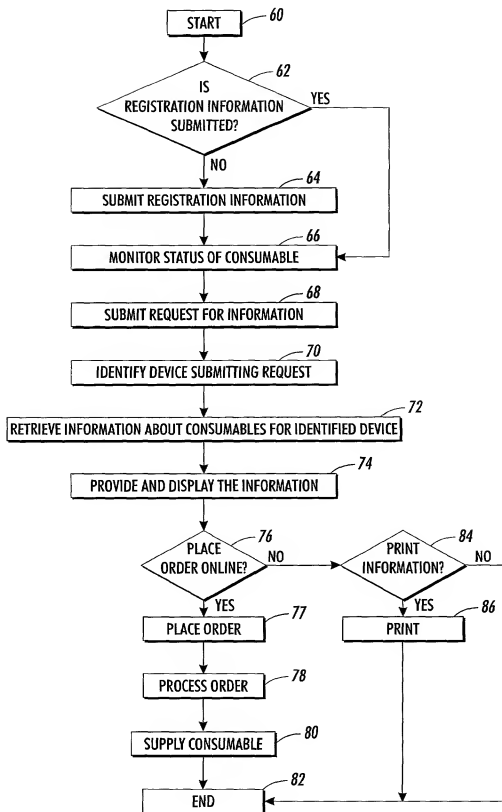 START
60
62
IS
REGISTRATION INFORMATION
SUBMITTED?
YES
NO
64
SUBMIT REGISTRATION INFORMATION
66
MONITOR STATUS OF CONSUMABLE
68
SUBMIT REQUEST FOR INFORMATION
70
IDENTIFY DEVICE SUBMITTING REQUEST
72
RETRIEVE INFORMATION ABOUT CONSUMABLES FOR IDENTIFIED DEVICE
74
PROVIDE AND DISPLAY THE INFORMATION
76
PLACE
ORDER ONLINE?
NO
YES
84
PRINT
INFORMATION?
NO
YES
77
PLACE ORDER
86
PRINT
78
PROCESS ORDER
80
SUPPLY CONSUMABLE
82
END